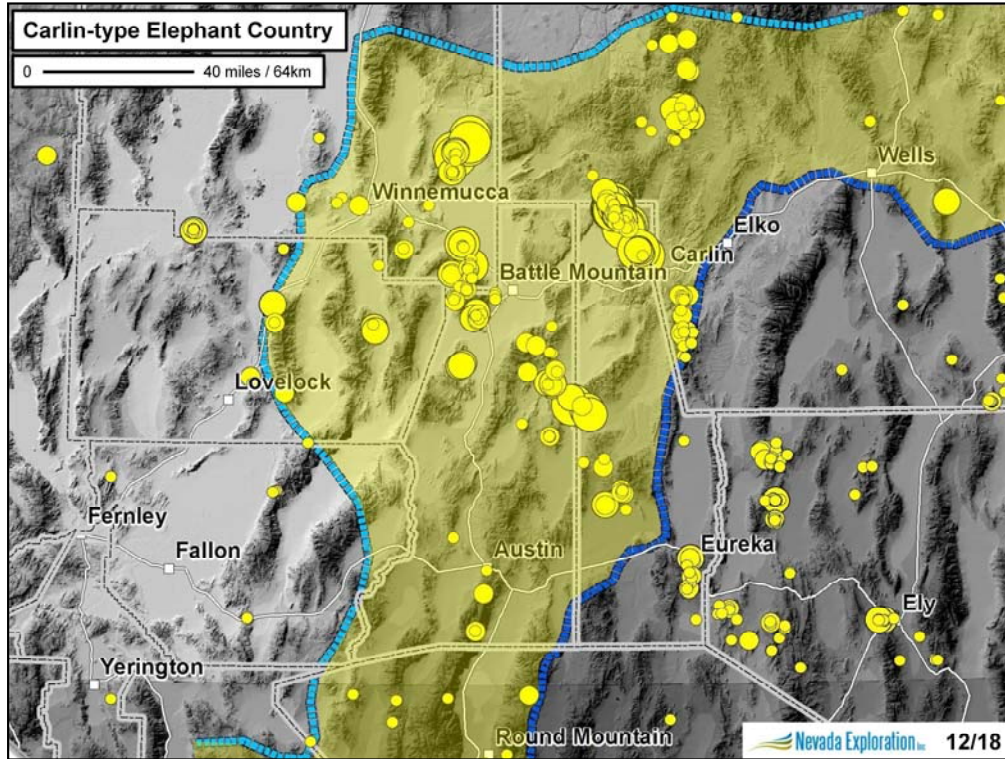 Carlin-type Elephant Country
0 40 miles / 64km
Wells
Winnemucca
Elko
Carlin
Battle Mountain
Lovelock
Fernley
Fallon
Austin
Eureka
Ely
Yerington
Round Mountain
Nevada Exploration Inc 12/18